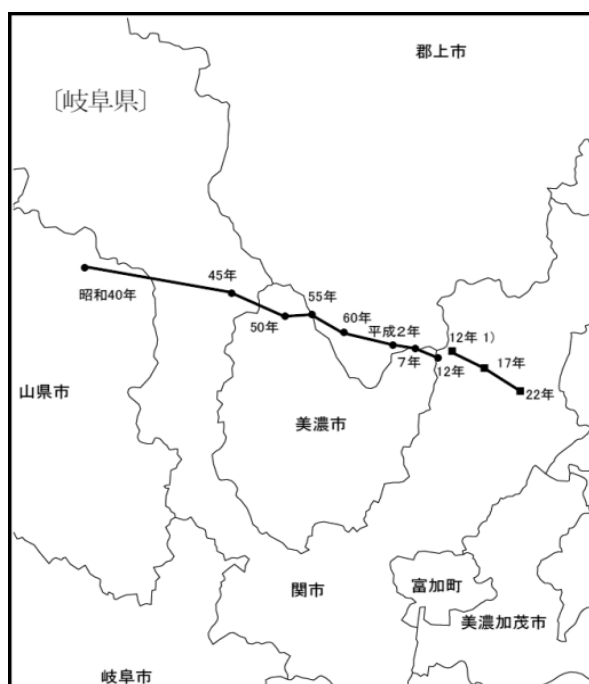 郡上市
〔岐阜県〕
45年
昭和40年
55年
50年
60年
平成2年
12年 1)
7年
12年
17年
22年
山県市
美濃市
関市
富加町
美濃加茂市
岐阜市